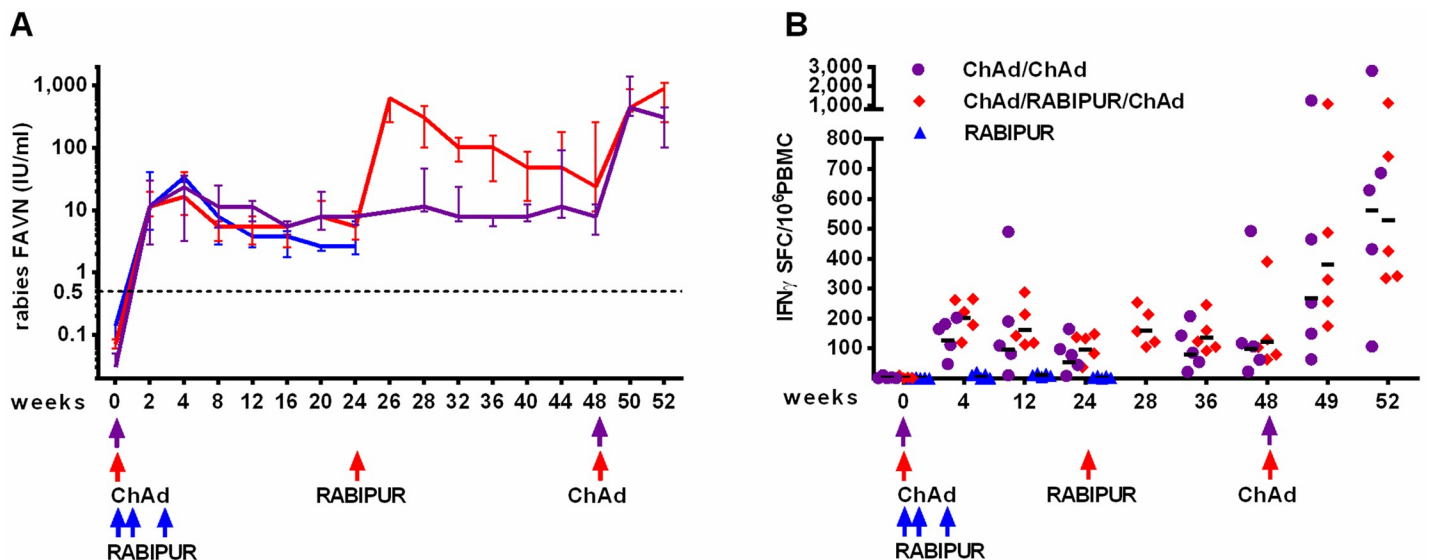 A
rabies FAVN (IU/ml)
1,000
100
10
1
0.5
0.1
weeks 0 2 4 8 12 16 20 24 26 28 32 36 40 44 48 50 52
ChAd RABIPUR ChAd
RABIPUR
B
IFNγ SFC/10⁶PBMC
3,000
2,000
1,000
800
700
600
500
400
300
200
100
ChAd/ChAd
ChAd/RABIPUR/ChAd
RABIPUR
weeks 0 4 12 24 28 36 48 49 52
ChAd RABIPUR ChAd
RABIPUR